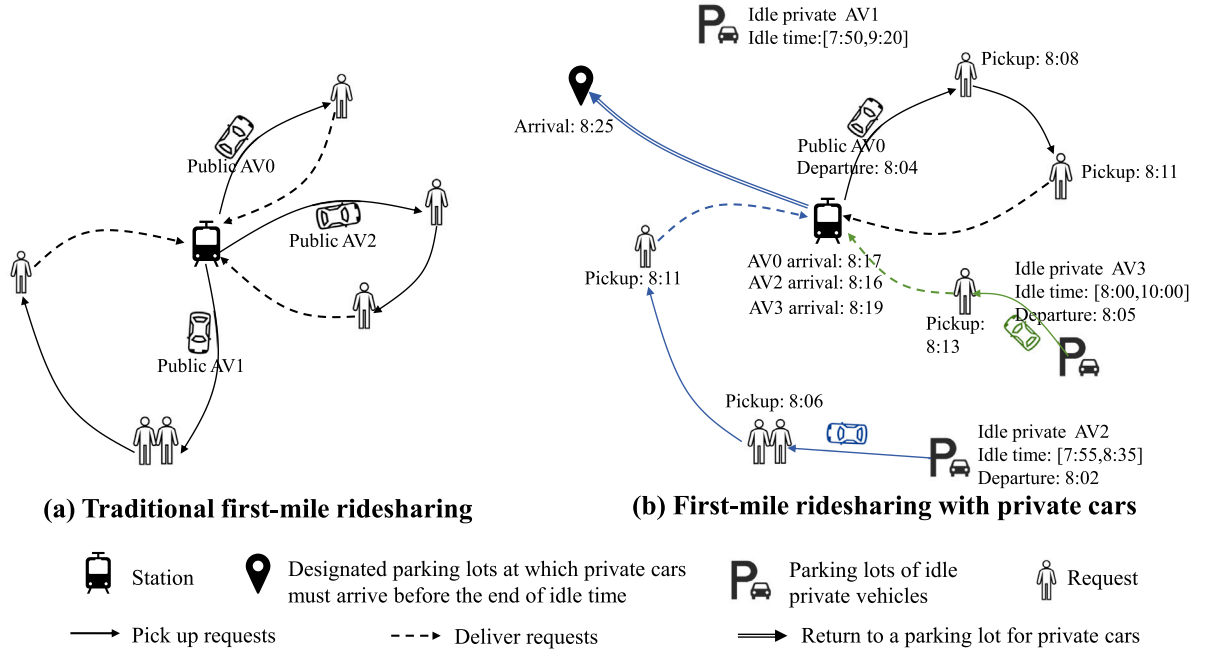 Public AV0
Public AV2
Public AV1
(a) Traditional first-mile ridesharing
Idle private AV1
Idle time:[7:50,9:20]
Pickup: 8:08
Arrival: 8:25
Public AV0
Departure: 8:04
Pickup: 8:11
Pickup: 8:11
AV0 arrival: 8:17
AV2 arrival: 8:16
AV3 arrival: 8:19
Idle private AV3
Idle time: [8:00,10:00]
Departure: 8:05
Pickup:
8:13
Pickup: 8:06
Idle private AV2
Idle time: [7:55,8:35]
Departure: 8:02
(b) First-mile ridesharing with private cars
Station
Designated parking lots at which private cars
must arrive before the end of idle time
Parking lots of idle
private vehicles
Request
Pick up requests
Deliver requests
Return to a parking lot for private cars